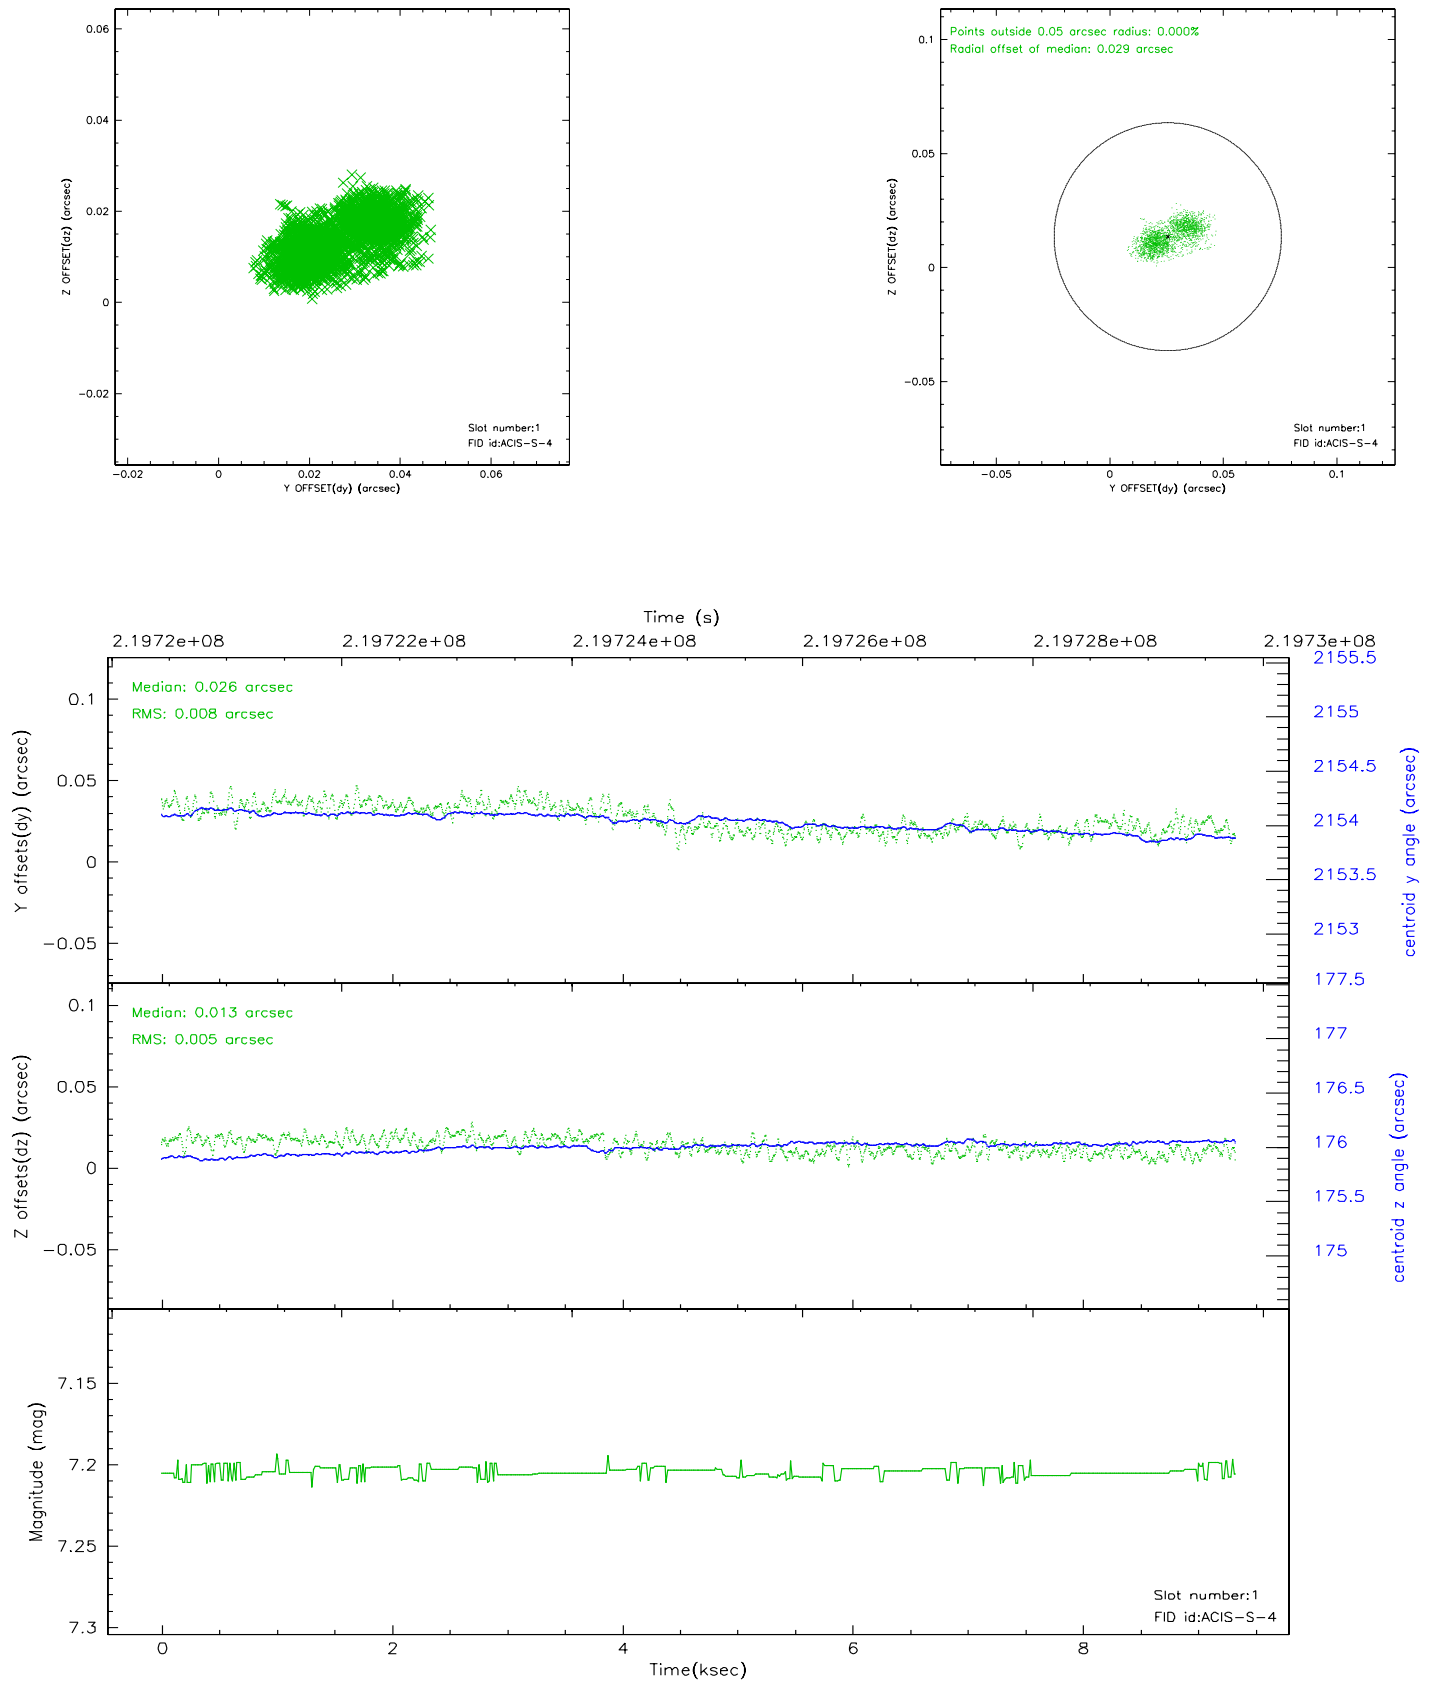 0.06
0.04
0.02
0
−0.02
Z OFFSET(dz) (arcsec)
Slot number:1
FID id:ACIS−S−4
−0.02 0 0.02 0.04 0.06
Y OFFSET(dy) (arcsec)
Points outside 0.05 arcsec radius: 0.000%
Radial offset of median: 0.029 arcsec
0.1
0.05
0
−0.05
Z OFFSET(dz) (arcsec)
Slot number:1
FID id:ACIS−S−4
−0.05 0 0.05 0.1
Y OFFSET(dy) (arcsec)
Time (s)
2.1972e+08 2.19722e+08 2.19724e+08 2.19726e+08 2.19728e+08 2.1973e+08
Median: 0.026 arcsec
RMS: 0.008 arcsec
0.1
0.05
0
−0.05
Y offsets(dy) (arcsec)
2155.5
2155
2154.5
2154
2153.5
2153
centroid y angle (arcsec)
Median: 0.013 arcsec
RMS: 0.005 arcsec
0.1
0.05
0
−0.05
Z offsets(dz) (arcsec)
177.5
177
176.5
176
175.5
175
centroid z angle (arcsec)
7.15
7.2
7.25
7.3
Magnitude (mag)
Slot number:1
FID id:ACIS−S−4
0 2 4 6 8
Time(ksec)